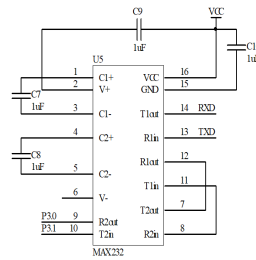 C9
VCC
1uF
U5
C1
1uF
1 C1+ VCC 16
2 V+ GND 15
C7
1uF
3 C1- T1out 14 RXD
4 C2+ R1in 13 TXD
C8
1uF
R1out 12
5 C2- T1in 11
6 V- T2out 7
P3.0 9 R2out
P3.1 10 T2in R2in 8
MAX232